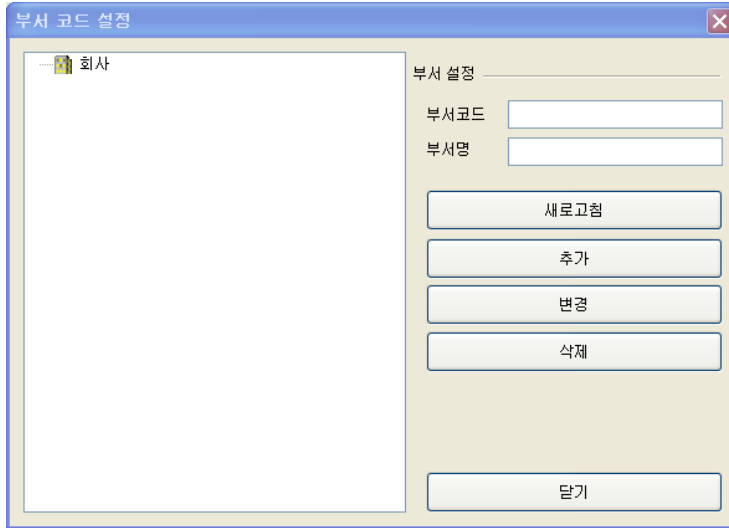 부서 코드 설정
회사
부서 설정
부서코드
부서명
새로고침
추가
변경
삭제
닫기